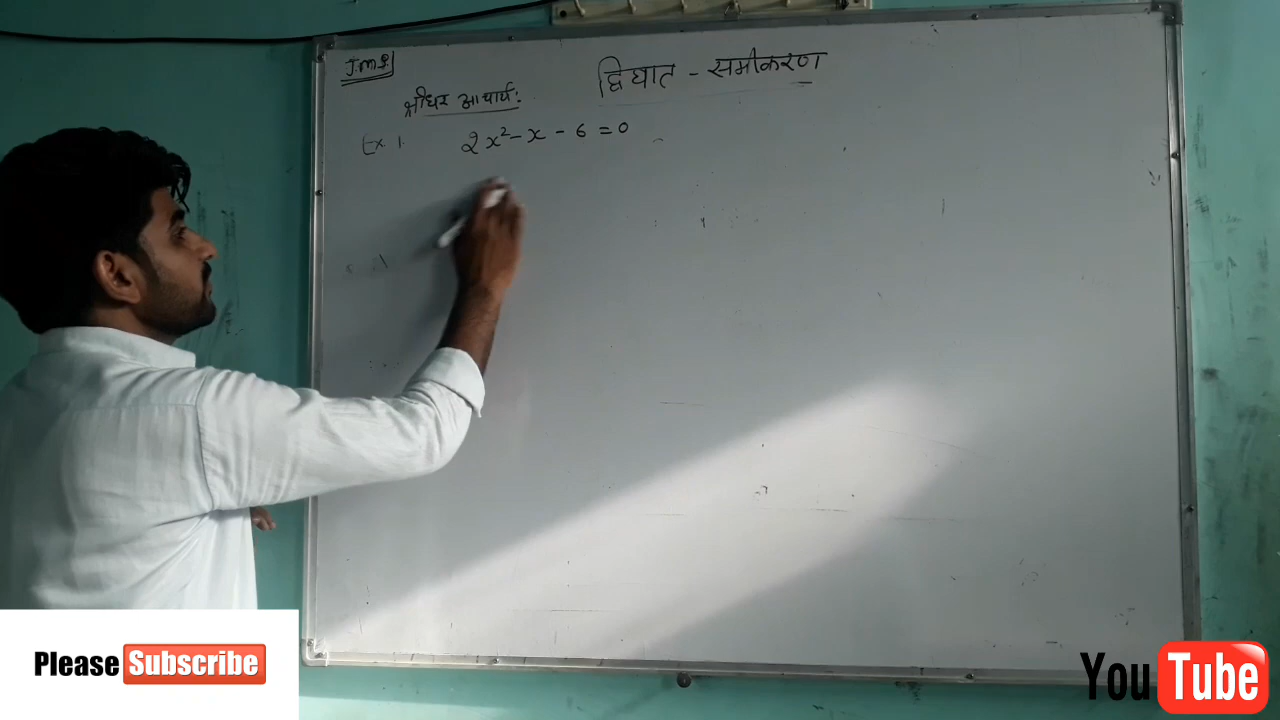 J.M.S
द्विघात - समीकरण
श्रीधर आचार्य:
Ex. 1. 2x² - x - 6 = 0
Please Subscribe
YouTube